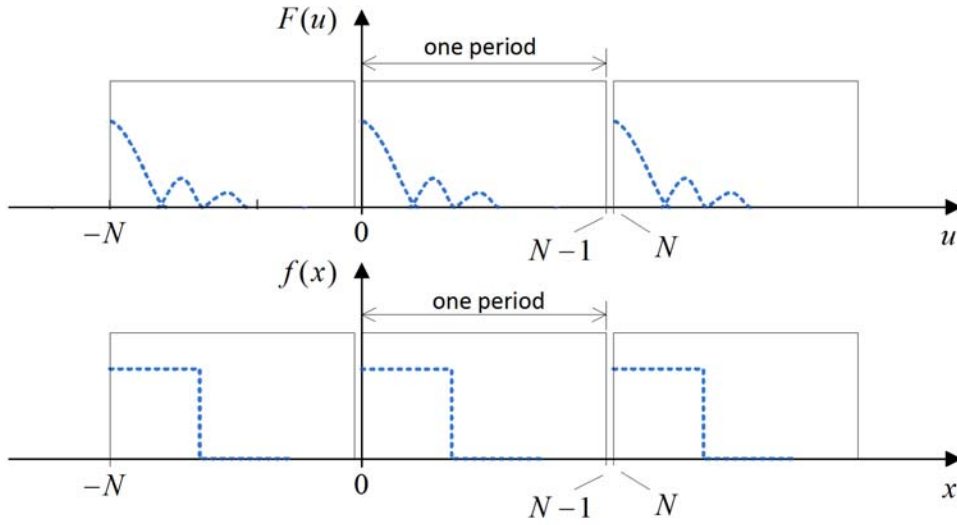 F(u)
one period
−N
0
N−1
N
u
f(x)
one period
−N
0
N−1
N
x